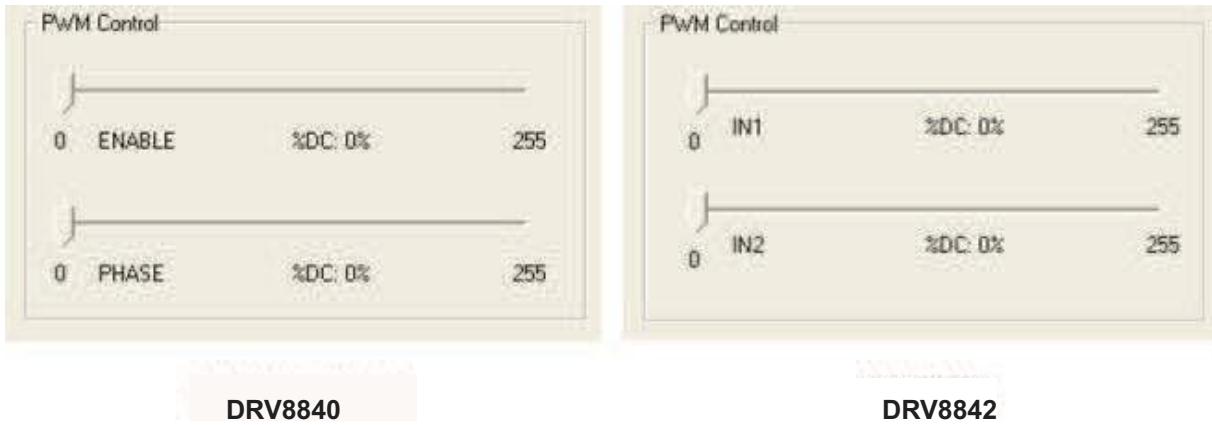 PWM Control
0 ENABLE %DC: 0% 255
0 PHASE %DC: 0% 255
DRV8840
PWM Control
0 IN1 %DC: 0% 255
0 IN2 %DC: 0% 255
DRV8842